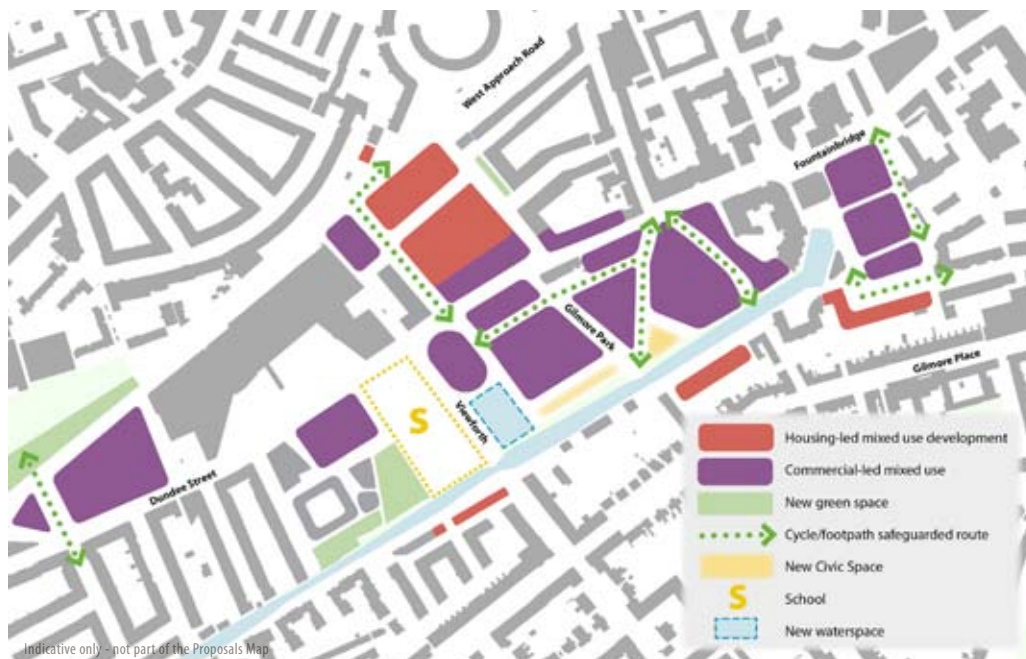 West Approach Road
Fountainbridge
Gilmore Park
Gilmore Place
Viewforth
S
Dundee Street
Housing-led mixed use development
Commercial-led mixed use
New green space
Cycle/footpath safeguarded route
New Civic Space
S
School
New waterspace
Indicative only - not part of the Proposals Map